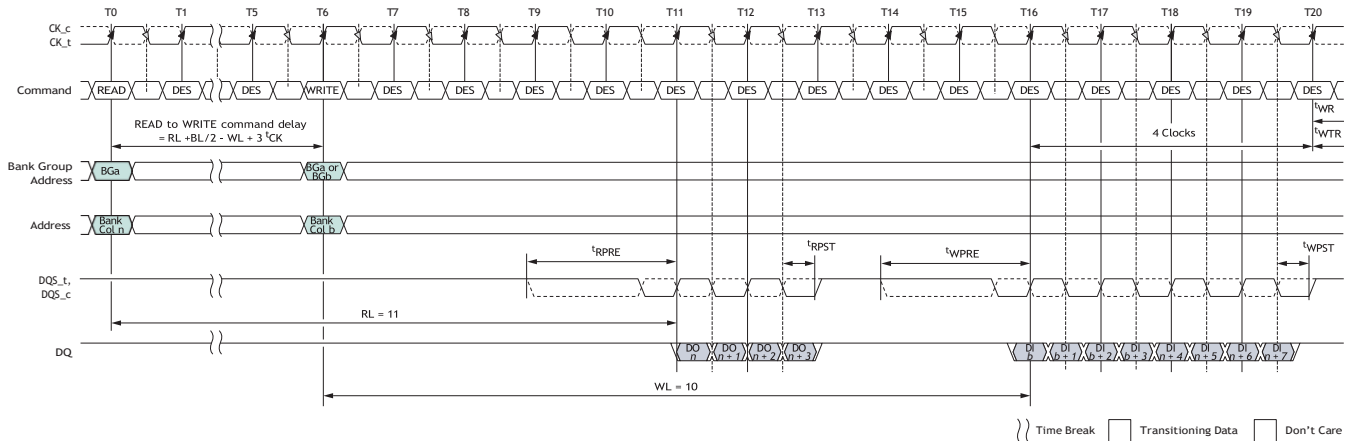 T0 T1 T5 T6 T7 T8 T9 T10 T11 T12 T13 T14 T15 T16 T17 T18 T19 T20
CK_c
CK_t
Command READ DES DES WRITE DES DES DES DES DES DES DES DES DES DES DES DES DES DES
tWR
READ to WRITE command delay
= RL +BL/2 - WL + 3 tCK
4 Clocks
tWTR
Bank Group
Address
BGa
BGa or
BGb
Address
Bank
Col n
Bank
Col b
tRPRE tRPST tWPRE tWPST
DQS_t,
DQS_c
RL = 11
DQ
DO
n
DO
n + 1
DO
n + 2
DO
n + 3
DI
b
DI
b + 1
DI
b + 2
DI
b + 3
DI
n + 4
DI
n + 5
DI
n + 6
DI
n + 7
WL = 10
Time Break Transitioning Data Don't Care